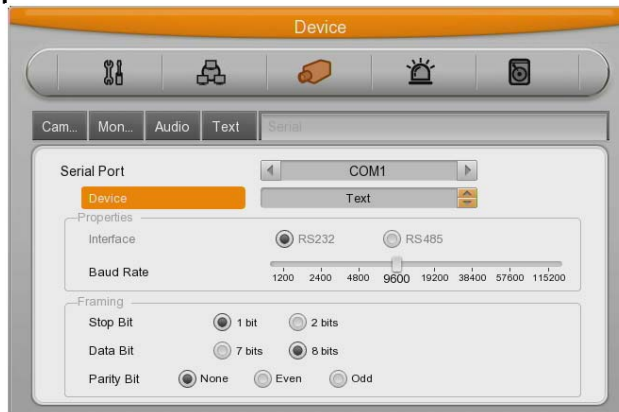 Device
Cam... Mon... Audio Text Serial
Serial Port COM1
Device Text
Properties
Interface RS232 RS485
Baud Rate 1200 2400 4800 9600 19200 38400 57600 115200
Framing
Stop Bit 1 bit 2 bits
Data Bit 7 bits 8 bits
Parity Bit None Even Odd